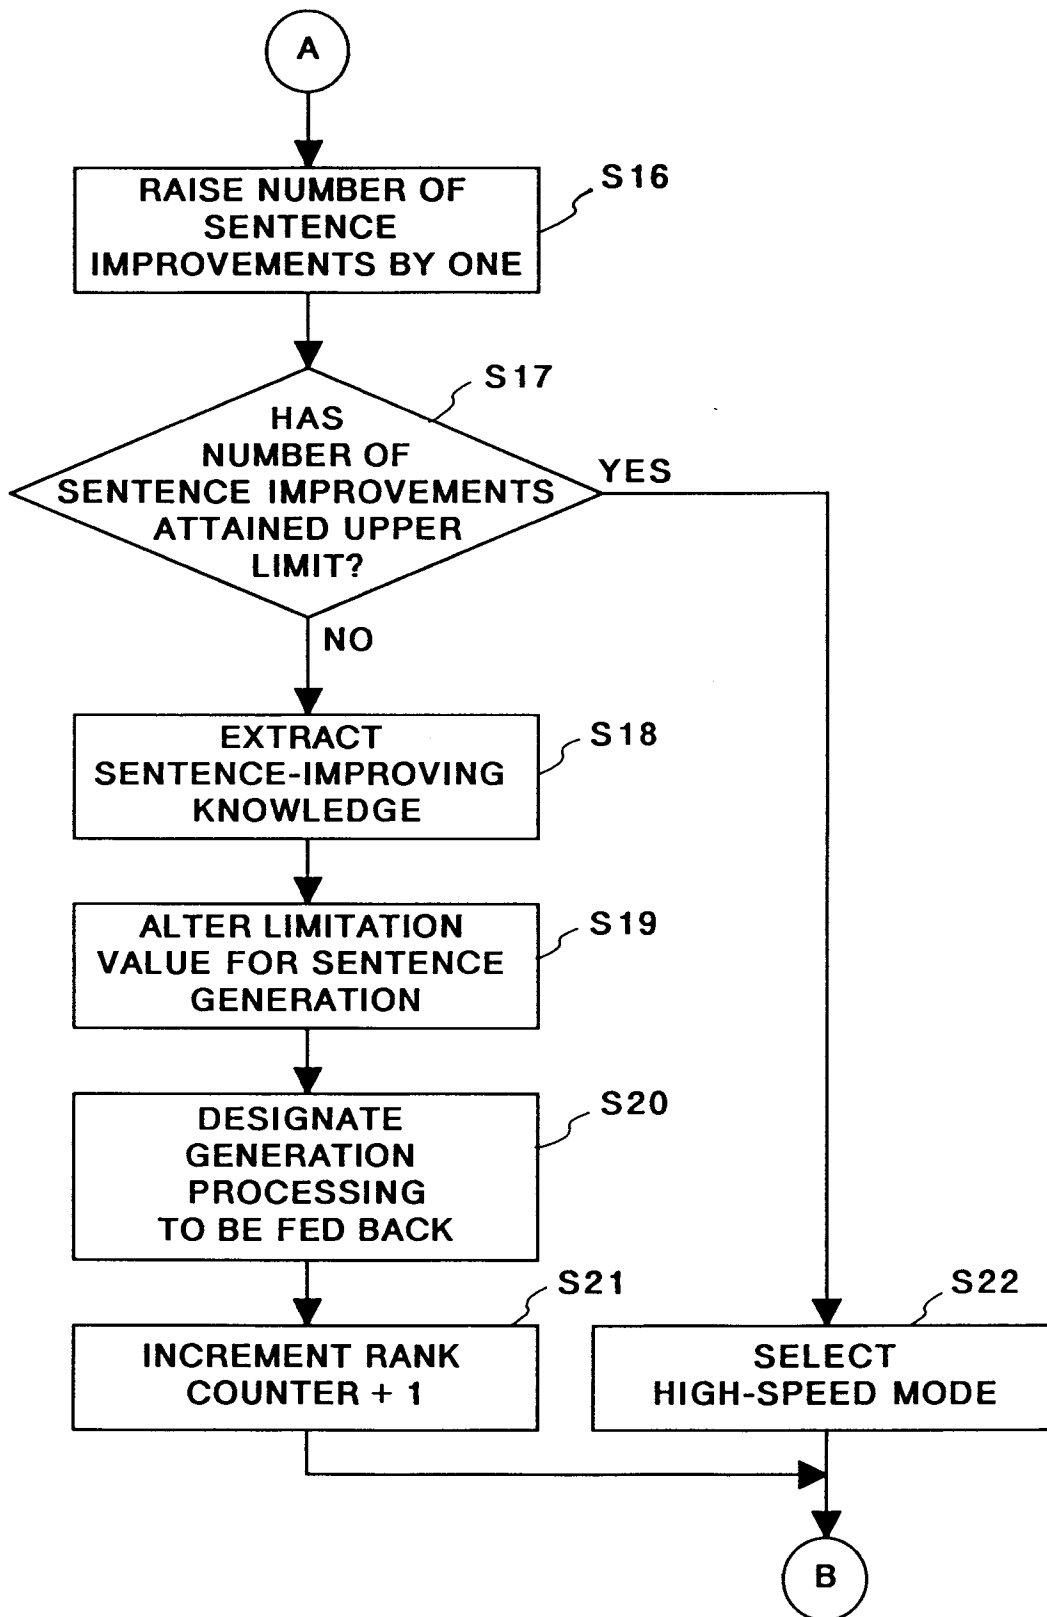 A
RAISE NUMBER OF
SENTENCE
IMPROVEMENTS BY ONE
S16
S17
HAS
NUMBER OF
SENTENCE IMPROVEMENTS
ATTAINED UPPER
LIMIT?
YES
NO
EXTRACT
SENTENCE-IMPROVING
KNOWLEDGE
S18
ALTER LIMITATION
VALUE FOR SENTENCE
GENERATION
S19
DESIGNATE
GENERATION
PROCESSING
TO BE FED BACK
S20
S21
INCREMENT RANK
COUNTER + 1
S22
SELECT
HIGH-SPEED MODE
B